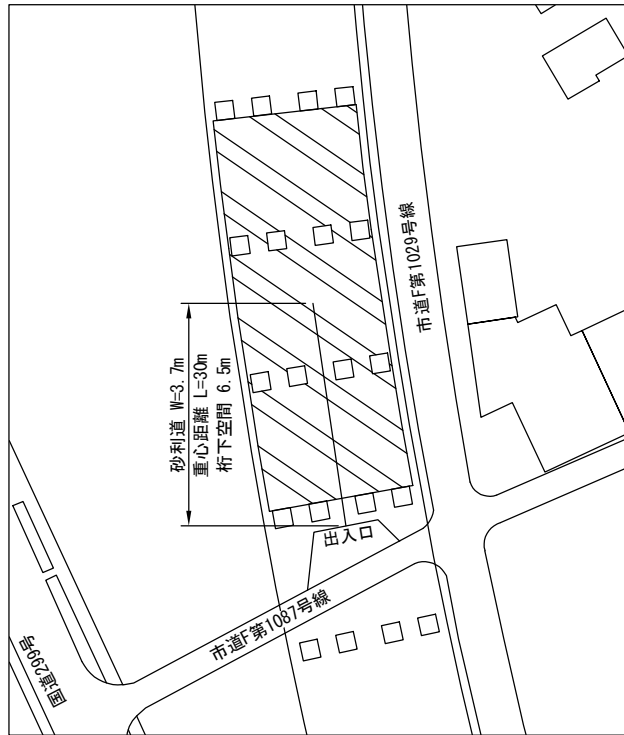 市道F第1029号線
砂利道 W=3.7m
重心距離 L=30m
桁下空間 6.5m
出入口
市道F第1087号線
国道299号